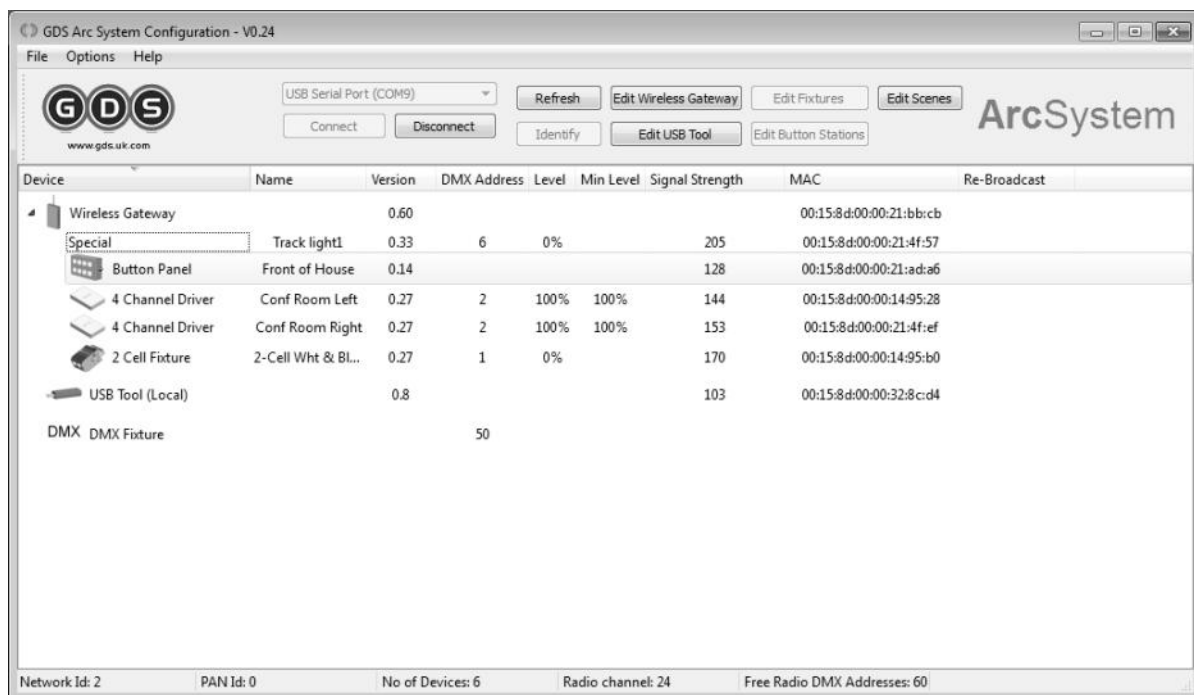 GDS Arc System Configuration - V0.24
File Options Help
GDS
www.gds.uk.com
USB Serial Port (COM9)
Connect Disconnect
Refresh Edit Wireless Gateway Edit Fixtures Edit Scenes
Identify Edit USB Tool Edit Button Stations
ArcSystem
Device Name Version DMX Address Level Min Level Signal Strength MAC Re-Broadcast
Wireless Gateway 0.60 00:15:8d:00:00:21:bb:cb
Special Track light1 0.33 6 0% 205 00:15:8d:00:00:21:4f:57
Button Panel Front of House 0.14 128 00:15:8d:00:00:21:ad:a6
4 Channel Driver Conf Room Left 0.27 2 100% 100% 144 00:15:8d:00:00:14:95:28
4 Channel Driver Conf Room Right 0.27 2 100% 100% 153 00:15:8d:00:00:21:4f:ef
2 Cell Fixture 2-Cell Wht & Bl... 0.27 1 0% 170 00:15:8d:00:00:14:95:b0
USB Tool (Local) 0.8 103 00:15:8d:00:00:32:8c:d4
DMX DMX Fixture 50
Network Id: 2 PAN Id: 0 No of Devices: 6 Radio channel: 24 Free Radio DMX Addresses: 60